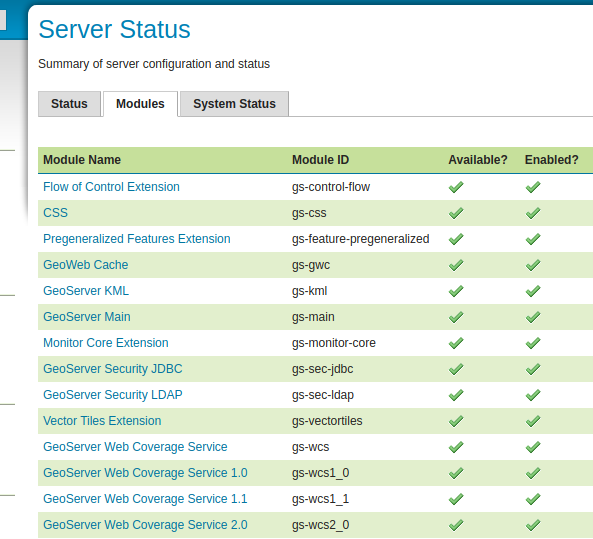 Server Status
Summary of server configuration and status
Status Modules System Status
Module Name Module ID Available? Enabled?
Flow of Control Extension gs-control-flow
CSS gs-css
Pregeneralized Features Extension gs-feature-pregeneralized
GeoWeb Cache gs-gwc
GeoServer KML gs-kml
GeoServer Main gs-main
Monitor Core Extension gs-monitor-core
GeoServer Security JDBC gs-sec-jdbc
GeoServer Security LDAP gs-sec-ldap
Vector Tiles Extension gs-vectortiles
GeoServer Web Coverage Service gs-wcs
GeoServer Web Coverage Service 1.0 gs-wcs1_0
GeoServer Web Coverage Service 1.1 gs-wcs1_1
GeoServer Web Coverage Service 2.0 gs-wcs2_0